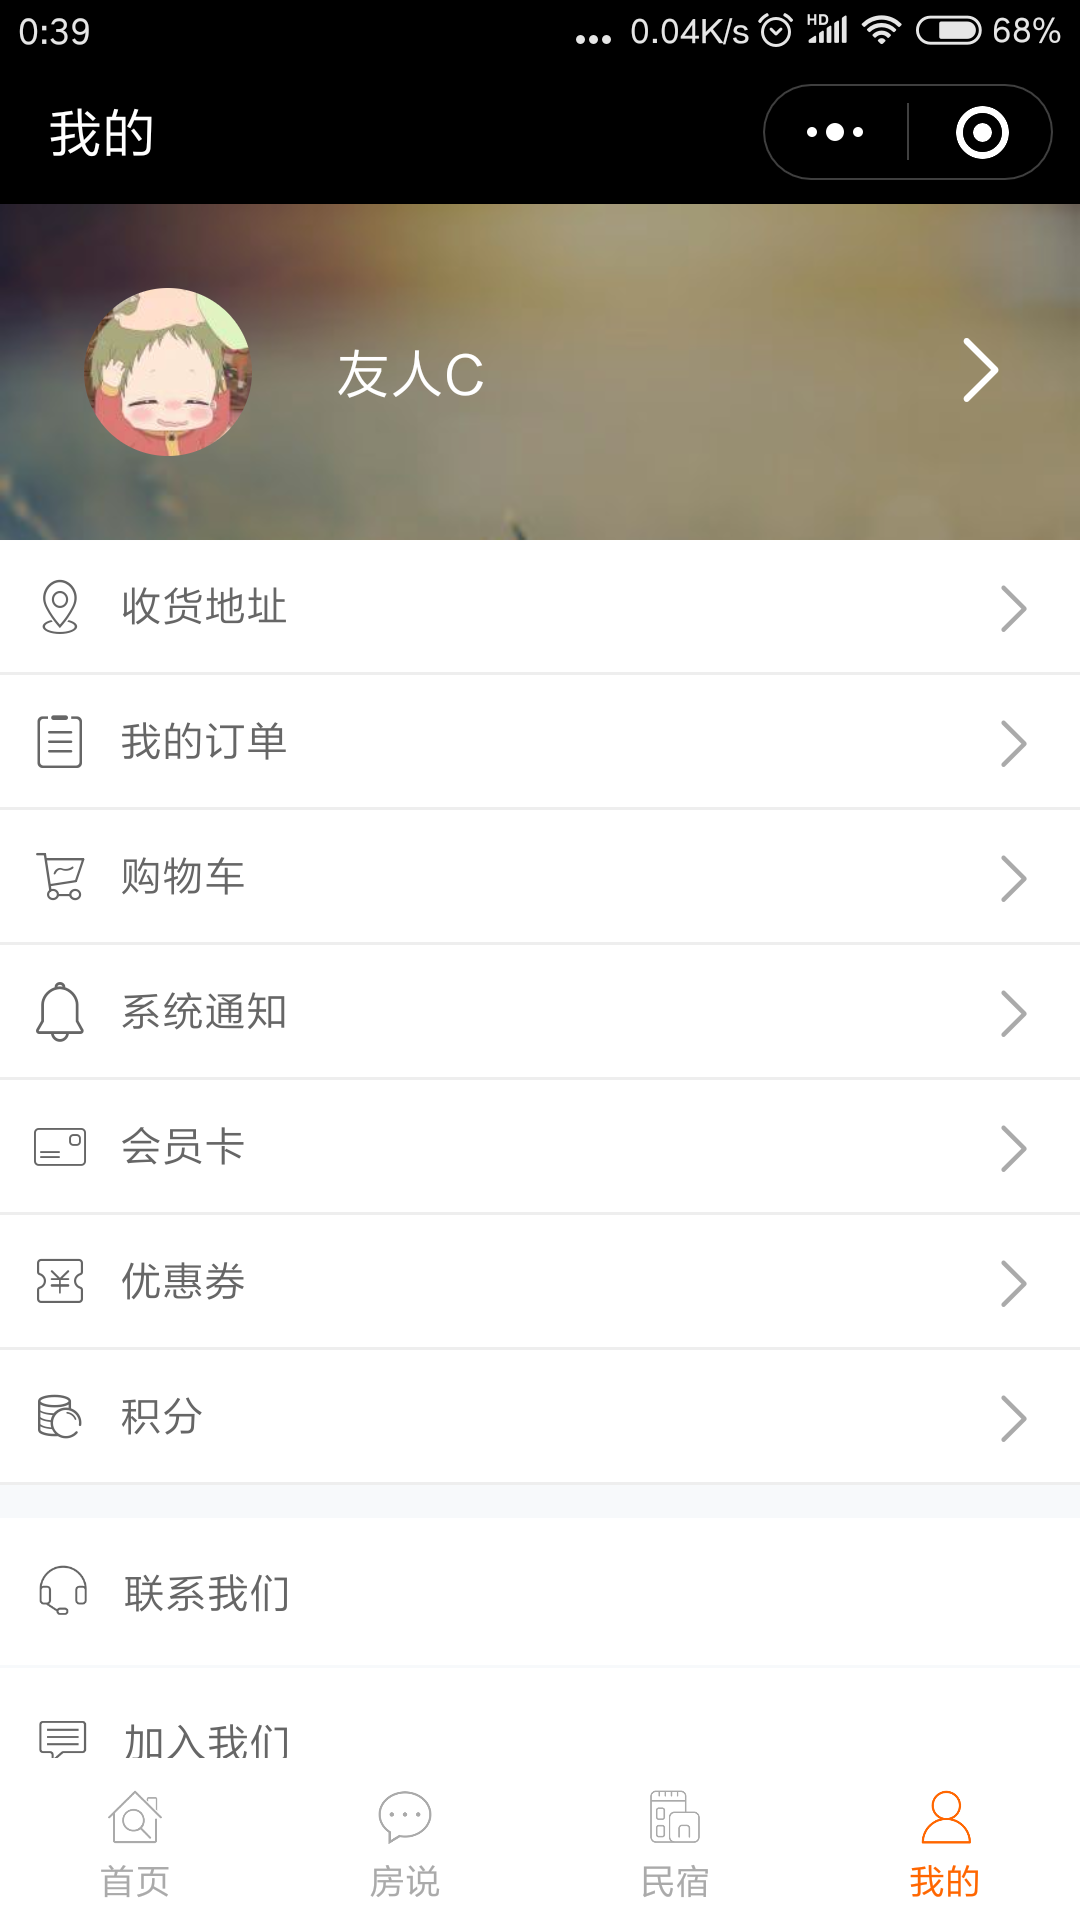 0:39 ... 0.04K/s HD 68%
我的
友人C
收货地址
我的订单
购物车
系统通知
会员卡
优惠券
积分
联系我们
加入我们
首页 房说 民宿 我的